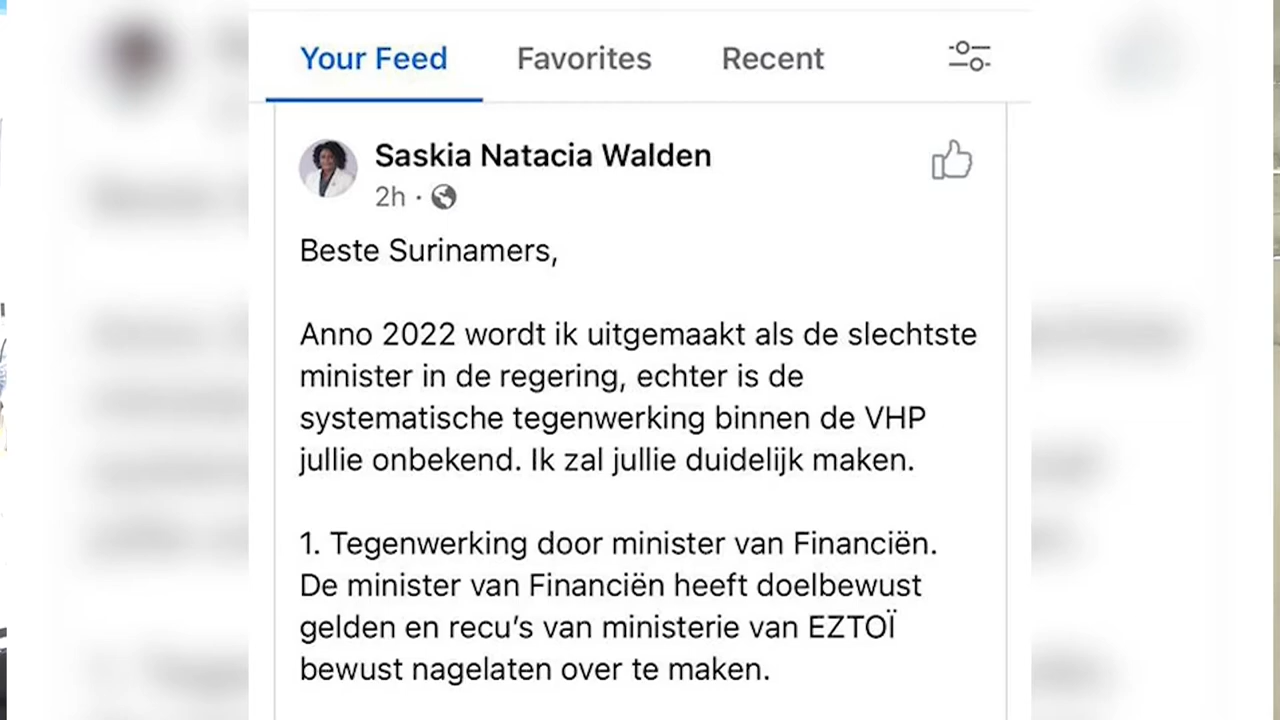 Your Feed Favorites Recent
Saskia Natacia Walden
2h ·
Beste Surinamers,
Anno 2022 wordt ik uitgemaakt als de slechtste
minister in de regering, echter is de
systematische tegenwerking binnen de VHP
jullie onbekend. Ik zal jullie duidelijk maken.
1. Tegenwerking door minister van Financiën.
De minister van Financiën heeft doelbewust
gelden en recu’s van ministerie van EZTOÏ
bewust nagelaten over te maken.